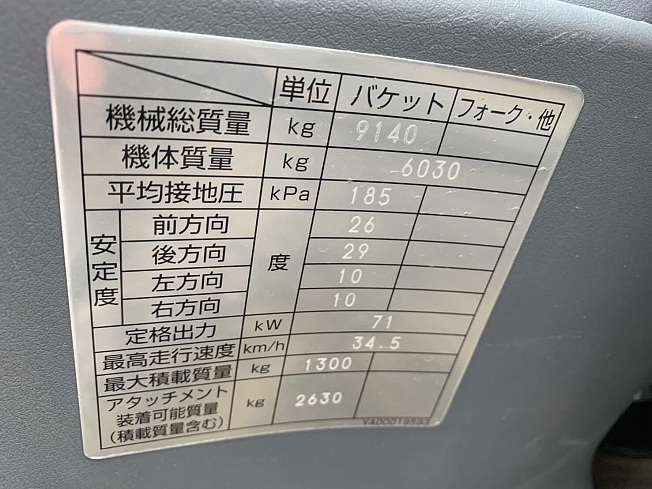 単位 バケット フォーク・他
機械総質量 kg 9140
機体質量 kg 6030
平均接地圧 kPa 185
安定度 前方向 度 26
後方向 29
左方向 10
右方向 10
定格出力 kW 71
最高走行速度 km/h 34.5
最大積載質量 kg 1300
アタッチメント
装着可能質量 kg 2630
(積載質量含む)
YA00019593